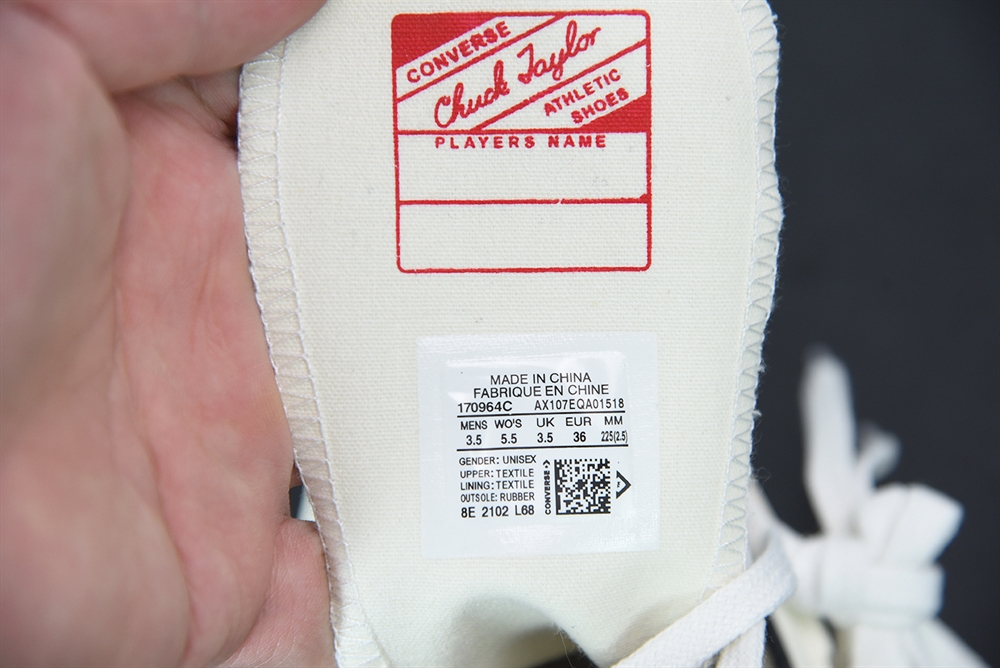 CONVERSE
Chuck Taylor
ATHLETIC
SHOES
PLAYERS NAME
MADE IN CHINA
FABRIQUE EN CHINE
170964C AX107EQA01518
MENS WO'S UK EUR MM
3.5 5.5 3.5 36 225(2.5)
GENDER: UNISEX
UPPER: TEXTILE
LINING: TEXTILE
OUTSOLE: RUBBER
8E 2102 L68
CONVERSE